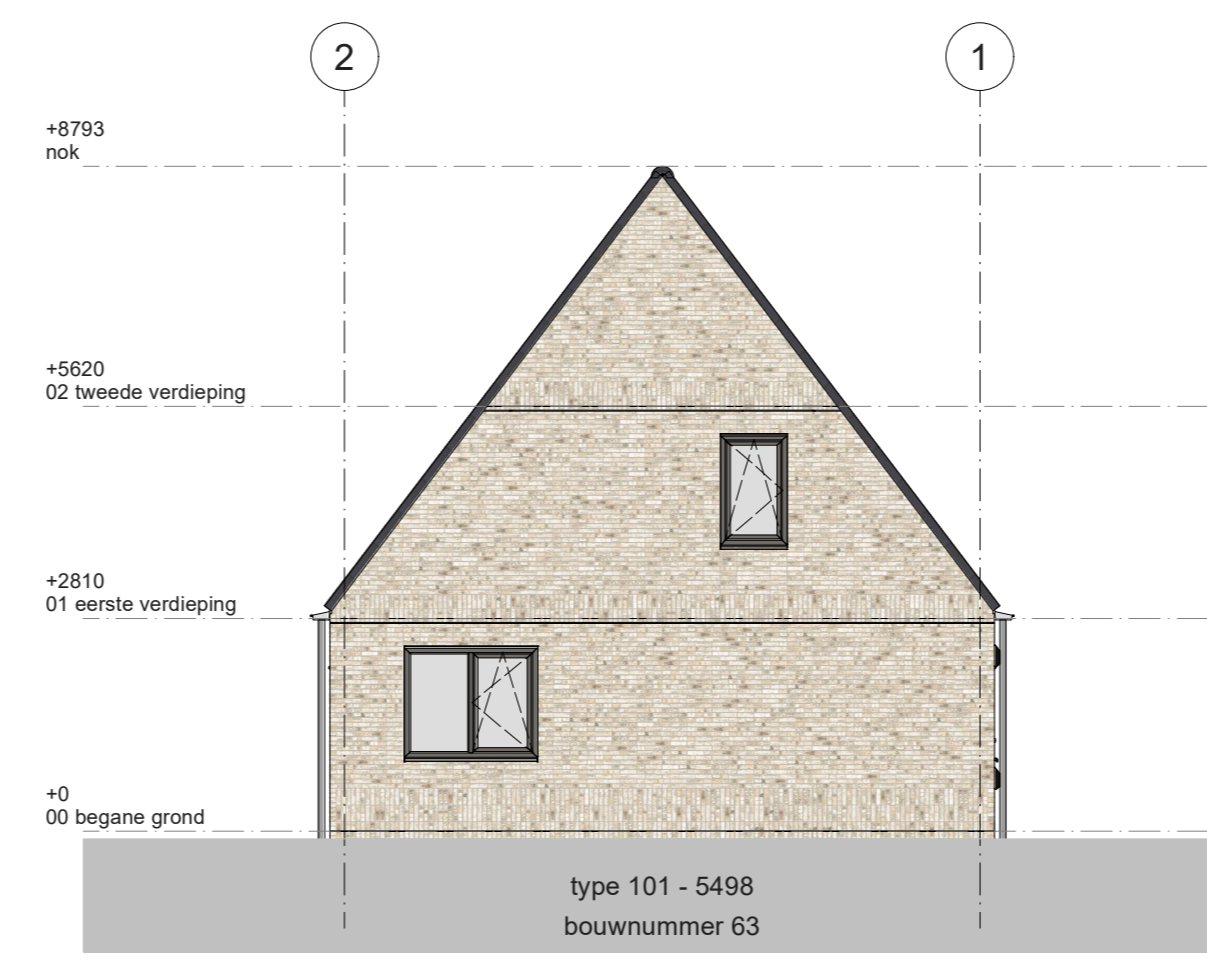 2
1
+8793
nok
+5620
02 tweede verdieping
+2810
01 eerste verdieping
+0
00 begane grond
type 101 - 5498
bouwnummer 63